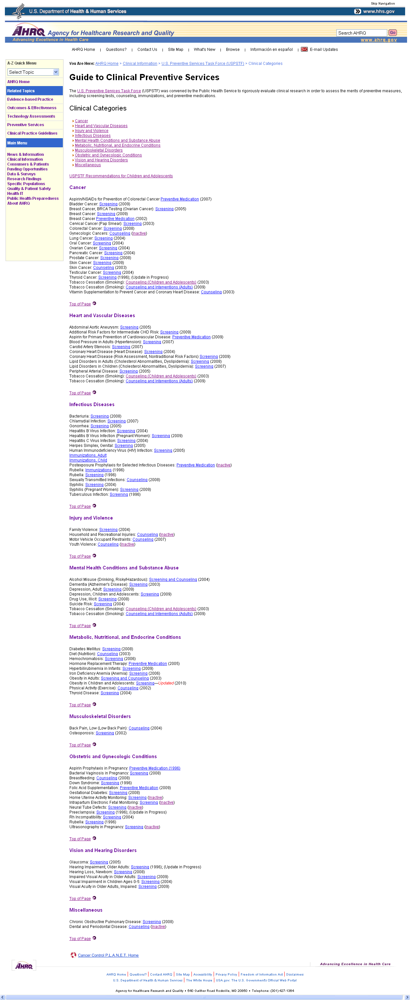 Skip Navigation
U.S. Department of Health & Human Services
www.hhs.gov
AHRQ Agency for Healthcare Research and Quality
Search AHRQ Go
Advancing Excellence in Health Care
www.ahrq.gov
AHRQ Home | Questions? | Contact Us | Site Map | What's New | Browse | Información en español | E-mail Updates
A-Z Quick Menu
Select Topic
AHRQ Home
Related Topics
Evidence-based Practice
Outcomes & Effectiveness
Technology Assessments
Preventive Services
Clinical Practice Guidelines
Main Menu
News & Information
Clinical Information
Consumers & Patients
Funding Opportunities
Data & Surveys
Research Findings
Specific Populations
Quality & Patient Safety
Health IT
Public Health Preparedness
About AHRQ
You Are Here: AHRQ Home > Clinical Information > U.S. Preventive Services Task Force (USPSTF) > Clinical Categories
Guide to Clinical Preventive Services
The U.S. Preventive Services Task Force (USPSTF) was convened by the Public Health Service to rigorously evaluate clinical research in order to assess the merits of preventive measures,
including screening tests, counseling, immunizations, and preventive medications.
Clinical Categories
Cancer
Heart and Vascular Diseases
Injury and Violence
Infectious Diseases
Mental Health Conditions and Substance Abuse
Metabolic, Nutritional, and Endocrine Conditions
Musculoskeletal Disorders
Obstetric and Gynecologic Conditions
Vision and Hearing Disorders
Miscellaneous
USPSTF Recommendations for Children and Adolescents
Cancer
Aspirin/NSAIDs for Prevention of Colorectal Cancer Preventive Medication (2007)
Bladder Cancer: Screening (2009)
Breast Cancer, BRCA Testing (Ovarian Cancer): Screening (2005)
Breast Cancer: Screening (2009)
Breast Cancer Preventive Medication (2002)
Cervical Cancer (Pap Smear): Screening (2003)
Colorectal Cancer: Screening (2008)
Gynecologic Cancers: Counseling (Inactive)
Lung Cancer: Screening (2004)
Oral Cancer: Screening (2004)
Ovarian Cancer: Screening (2004)
Pancreatic Cancer: Screening (2004)
Prostate Cancer: Screening (2008)
Skin Cancer: Screening (2009)
Skin Cancer: Counseling (2003)
Testicular Cancer: Screening (2004)
Thyroid Cancer: Screening (1996); (Update in Progress)
Tobacco Cessation (Smoking): Counseling (Children and Adolescents) (2003)
Tobacco Cessation (Smoking): Counseling and Interventions (Adults) (2009)
Vitamin Supplementation to Prevent Cancer and Coronary Heart Disease: Counseling (2003)
Top of Page
Heart and Vascular Diseases
Abdominal Aortic Aneurysm: Screening (2005)
Additional Risk Factors for Intermediate CHD Risk: Screening (2009)
Aspirin for Primary Prevention of Cardiovascular Disease: Preventive Medication (2009)
Blood Pressure in Adults (Hypertension): Screening (2007)
Carotid Artery Stenosis: Screening (2007)
Coronary Heart Disease (Heart Disease): Screening (2004)
Coronary Heart Disease (Risk Assessment, Nontraditional Risk Factors) Screening (2009)
Lipid Disorders in Adults (Cholesterol Abnormalities, Dyslipidemia): Screening (2008)
Lipid Disorders in Children (Cholesterol Abnormalities, Dyslipidemia): Screening (2007)
Peripheral Arterial Disease: Screening (2005)
Tobacco Cessation (Smoking): Counseling (Children and Adolescents) (2003)
Tobacco Cessation (Smoking): Counseling and Interventions (Adults) (2009)
Top of Page
Infectious Diseases
Bacteriuria: Screening (2008)
Chlamydial Infection: Screening (2007)
Gonorrhea: Screening (2005)
Hepatitis B Virus Infection: Screening (2004)
Hepatitis B Virus Infection (Pregnant Women): Screening (2009)
Hepatitis C Virus Infection: Screening (2004)
Herpes Simplex, Genital: Screening (2005)
Human Immunodeficiency Virus (HIV) Infection: Screening (2005)
Immunizations, Adult
Immunizations, Child
Postexposure Prophylaxis for Selected Infectious Diseases: Preventive Medication (Inactive)
Rubella: Immunizations (1996)
Rubella: Screening (1996)
Sexually Transmitted Infections: Counseling (2008)
Syphilis: Screening (2004)
Syphilis (Pregnant Women): Screening (2009)
Tuberculous Infection: Screening (1996)
Top of Page
Injury and Violence
Family Violence: Screening (2004)
Household and Recreational Injuries: Counseling (Inactive)
Motor Vehicle Occupant Restraints: Counseling (2007)
Youth Violence: Counseling (Inactive)
Top of Page
Mental Health Conditions and Substance Abuse
Alcohol Misuse (Drinking, Risky/Hazardous): Screening and Counseling (2004)
Dementia (Alzheimer's Disease): Screening (2003)
Depression, Adult: Screening (2009)
Depression, Children and Adolescents: Screening (2009)
Drug Use, Illicit: Screening (2008)
Suicide Risk: Screening (2004)
Tobacco Cessation (Smoking): Counseling (Children and Adolescents) (2003)
Tobacco Cessation (Smoking): Counseling and Interventions (Adults) (2009)
Top of Page
Metabolic, Nutritional, and Endocrine Conditions
Diabetes Mellitus: Screening (2008)
Diet (Nutrition): Counseling (2003)
Hemochromatosis: Screening (2006)
Hormone Replacement Therapy: Preventive Medication (2005)
Hyperbilirubinemia in Infants: Screening (2009)
Iron Deficiency Anemia (Anemia): Screening (2006)
Obesity in Adults: Screening and Counseling (2003)
Obesity in Children and Adolescents: Screening—Updated (2010)
Physical Activity (Exercise): Counseling (2002)
Thyroid Disease: Screening (2004)
Top of Page
Musculoskeletal Disorders
Back Pain, Low (Low Back Pain): Counseling (2004)
Osteoporosis: Screening (2002)
Top of Page
Obstetric and Gynecologic Conditions
Aspirin Prophylaxis in Pregnancy: Preventive Medication (1996)
Bacterial Vaginosis in Pregnancy: Screening (2008)
Breastfeeding: Counseling (2008)
Down Syndrome: Screening (1996)
Folic Acid Supplementation: Preventive Medication (2009)
Gestational Diabetes: Screening (2008)
Home Uterine Activity Monitoring: Screening (Inactive)
Intrapartum Electronic Fetal Monitoring: Screening (Inactive)
Neural Tube Defects: Screening (Inactive)
Preeclampsia: Screening (1996); (Update in Progress)
Rh Incompatibility: Screening (2004)
Rubella: Screening (1996)
Ultrasonography in Pregnancy: Screening (Inactive)
Top of Page
Vision and Hearing Disorders
Glaucoma: Screening (2005)
Hearing Impairment, Older Adults: Screening (1996); (Update in Progress)
Hearing Loss, Newborn: Screening (2008)
Impaired Visual Acuity in Older Adults: Screening (2009)
Visual Impairment in Children Ages 0-5: Screening (2004)
Visual Acuity in Older Adults, Impaired: Screening (2009)
Top of Page
Miscellaneous
Chronic Obstructive Pulmonary Disease: Screening (2008)
Dental and Periodontal Disease: Counseling (Inactive)
Top of Page
Cancer Control P.L.A.N.E.T. Home
AHRQ
Advancing Excellence in Health Care
AHRQ Home | Questions? | Contact AHRQ | Site Map | Accessibility | Privacy Policy | Freedom of Information Act | Disclaimers
U.S. Department of Health & Human Services | The White House | USA.gov: The U.S. Government's Official Web Portal
Agency for Healthcare Research and Quality • 540 Gaither Road Rockville, MD 20850 • Telephone: (301) 427-1364